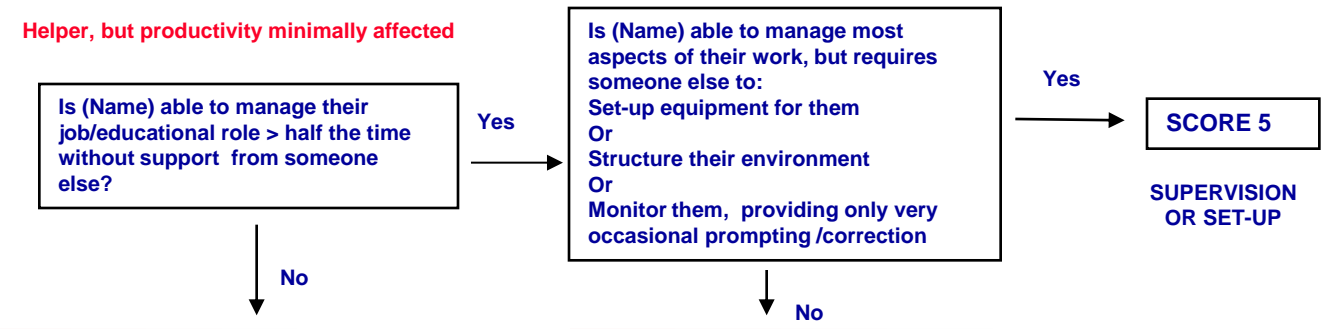 Helper, but productivity minimally affected
Is (Name) able to manage their
job/educational role > half the time
without support from someone
else?
Yes
No
Is (Name) able to manage most
aspects of their work, but requires
someone else to:
Set-up equipment for them
Or
Structure their environment
Or
Monitor them, providing only very
occasional prompting /correction
Yes
No
SCORE 5
SUPERVISION
OR SET-UP